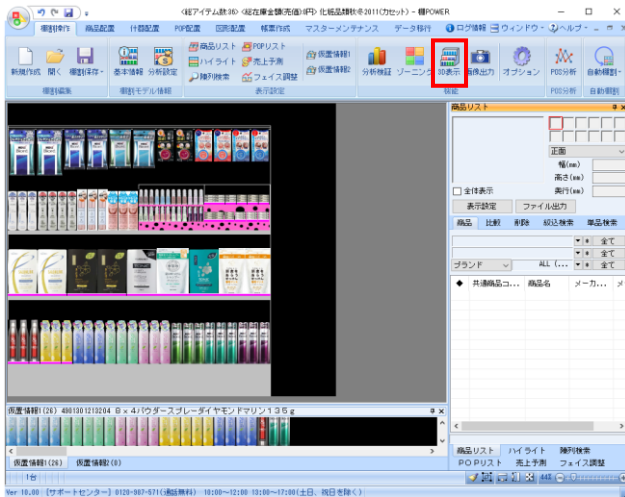 <総アイテム数:36> <総在庫金額(売価):0円> 化粧品類秋冬2011(カセット) - 棚POWER
棚割操作 商品配置 什器配置 POP配置 図形配置 帳票作成 マスターメンテナンス データ移行 ログ情報 ウィンドウ ヘルプ
商品リスト POPリスト 仮置情報1
新規作成 開く 棚割保存 基本情報 分析設定 ハイライト 売上予測 仮置情報2 分析検証 ゾーニング 3D表示 画像出力 オプション POS分析 自動棚割
陳列検索 フェイス調整
棚割編集 棚割モデル情報 表示設定 機能 POS分析 自動棚割
商品リスト
正面
幅(mm)
高さ(mm)
全体表示 奥行(mm)
表示設定 ファイル出力
商品 比較 削除 絞込検索 単品検索
* 全て
* 全て
ブランド ALL (... * 全て
◆ 共通商品コ... 商品名 メーカ... メ
仮置情報1(26) 4901301213204 8×4パウダースプレーダイヤモンドマリン135g
仮置情報1(26) 仮置情報2(0)
商品リスト ハイライト 陳列検索
POPリスト 売上予測 フェイス調整
1台 44%
Ver 10.00 [サポートセンター] 0120-987-571(通話無料) 10:00～12:00 13:00～17:00(土日、祝日を除く)